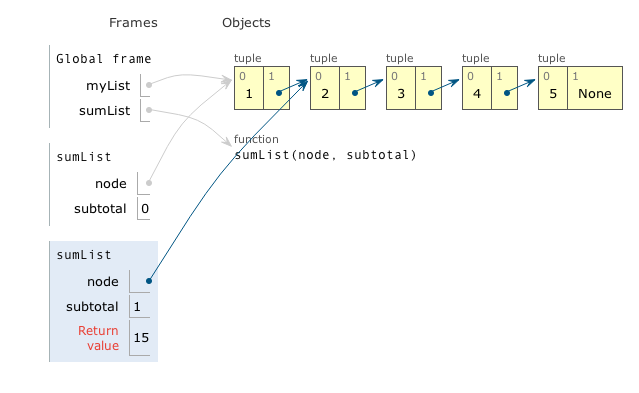 Frames Objects
Global frame
myList
sumList
tuple tuple tuple tuple tuple
0 1 0 1 0 1 0 1 0 1
1 2 3 4 5 None
function
sumList(node, subtotal)
sumList
node
subtotal 0
sumList
node
subtotal 1
Return
value 15